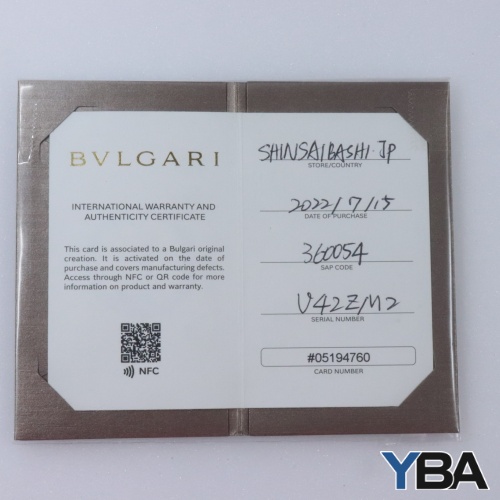 BVLGARI
INTERNATIONAL WARRANTY AND
AUTHENTICITY CERTIFICATE
This card is associated to a Bulgari original
creation. It is activated on the date of
purchase and covers manufacturing defects.
Access through NFC or QR code for more
information on product and warranty.
NFC
SHINSAIBASHI. JP
STORE/COUNTRY
2022/7/15
DATE OF PURCHASE
360054
SAP CODE
V42ZM2
SERIAL NUMBER
#05194760
CARD NUMBER
YBA